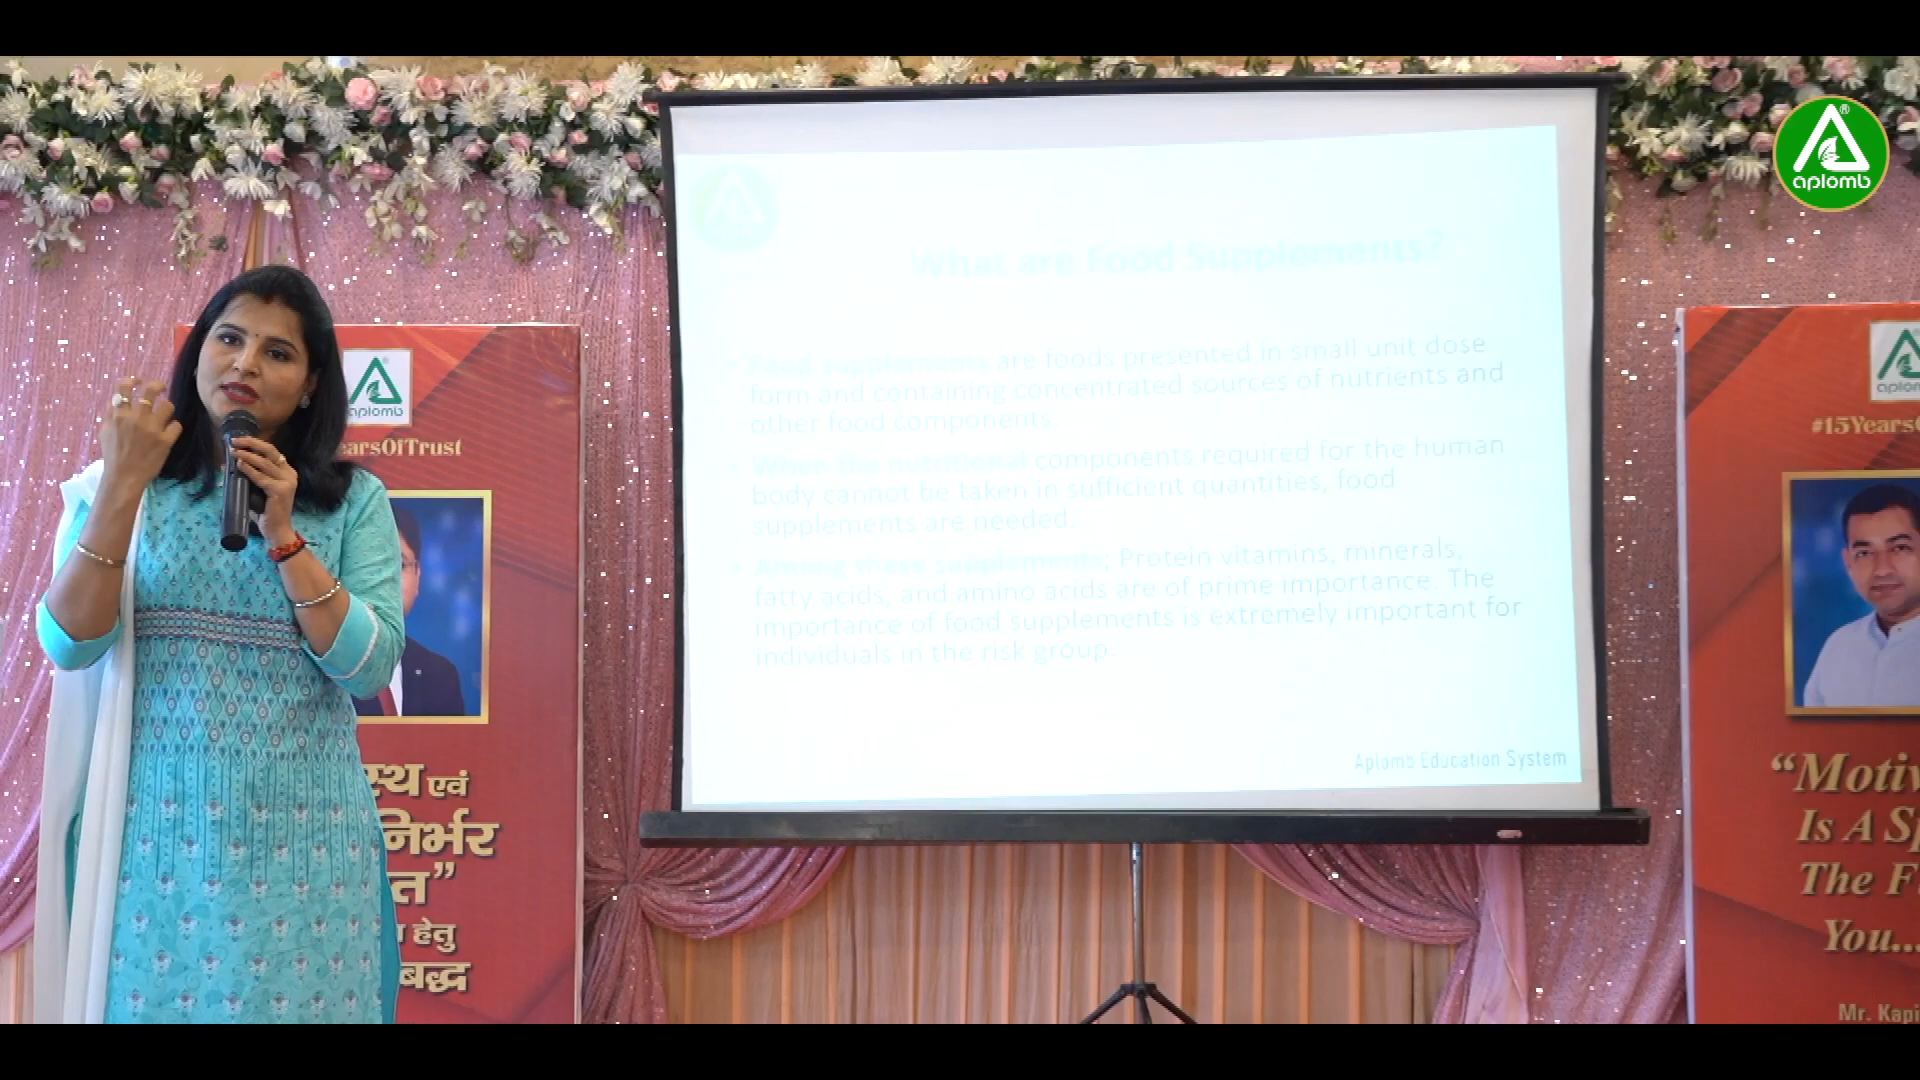 aplomb
What are Food Supplements?
• Food supplements are foods presented in small unit dose
form and containing concentrated sources of nutrients and
other food components.
• When the nutritional components required for the human
body cannot be taken in sufficient quantities, food
supplements are needed.
• Among these supplements; Protein vitamins, minerals,
fatty acids, and amino acids are of prime importance. The
importance of food supplements is extremely important for
individuals in the risk group.
Aplomb Education System
aplomb
earsOfTrust
स्थ एवं
निर्भर
त”
हेतु
बद्ध
aplom
#15Years
“Motiv
Is A Sp
The F
You...
Mr. Kapi